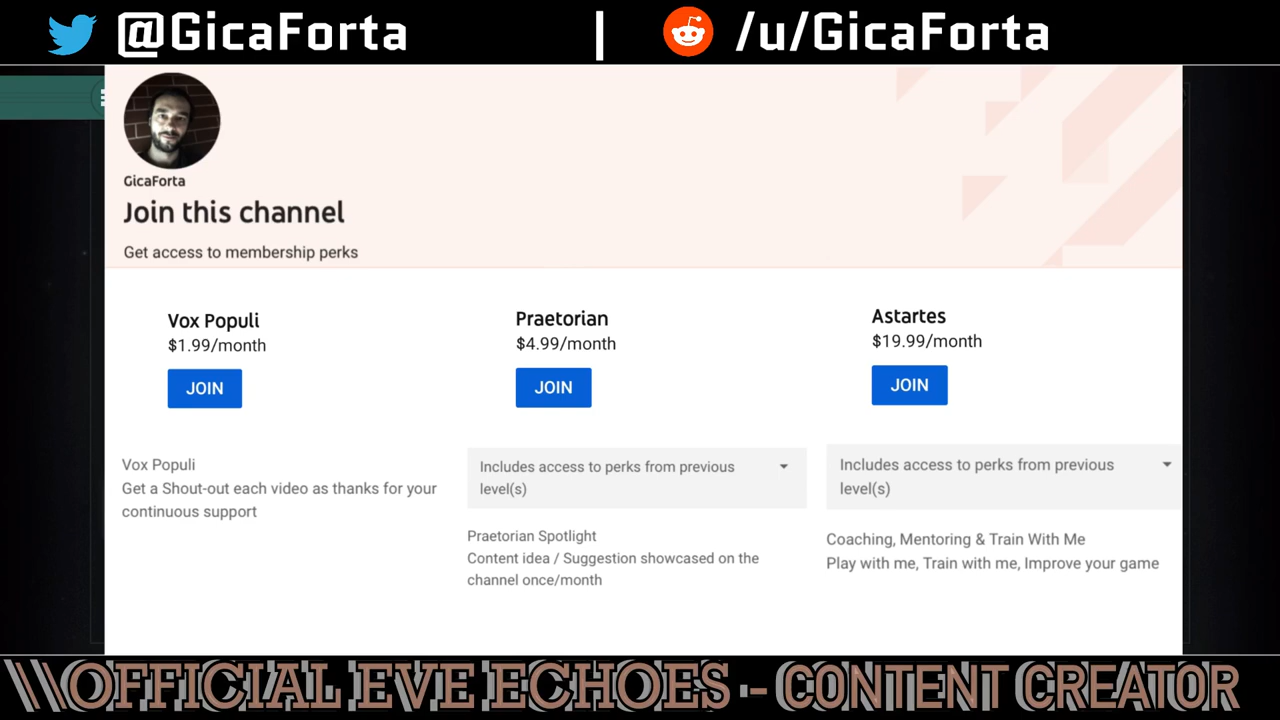 @GicaForta | /u/GicaForta
GicaForta
Join this channel
Get access to membership perks
Vox Populi
$1.99/month
JOIN
Vox Populi
Get a Shout-out each video as thanks for your
continuous support
Praetorian
$4.99/month
JOIN
Includes access to perks from previous
level(s)
Praetorian Spotlight
Content idea / Suggestion showcased on the
channel once/month
Astartes
$19.99/month
JOIN
Includes access to perks from previous
level(s)
Coaching, Mentoring & Train With Me
Play with me, Train with me, Improve your game
\\OFFICIAL EVE ECHOES - CONTENT CREATOR